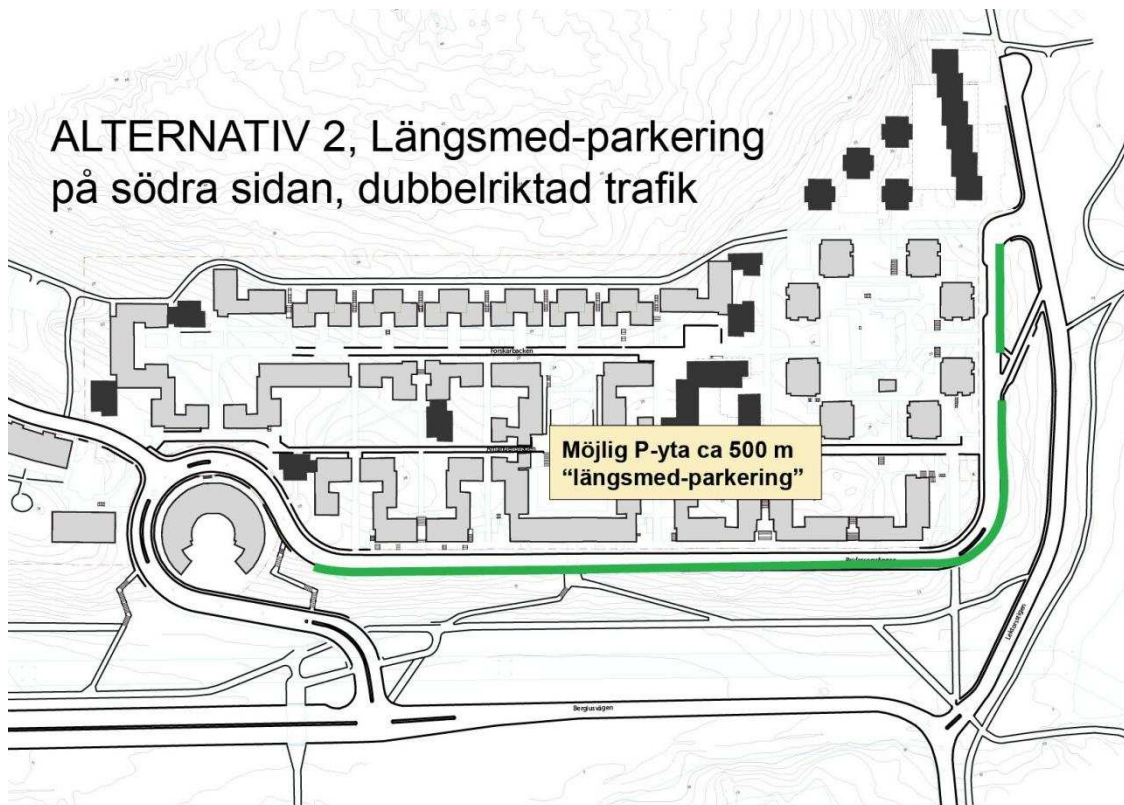 ALTERNATIV 2, Längsmed-parkering
på södra sidan, dubbelriktad trafik
Forskarbacken
Möjlig P-yta ca 500 m
“längsmed-parkering”
Bergiusvägen